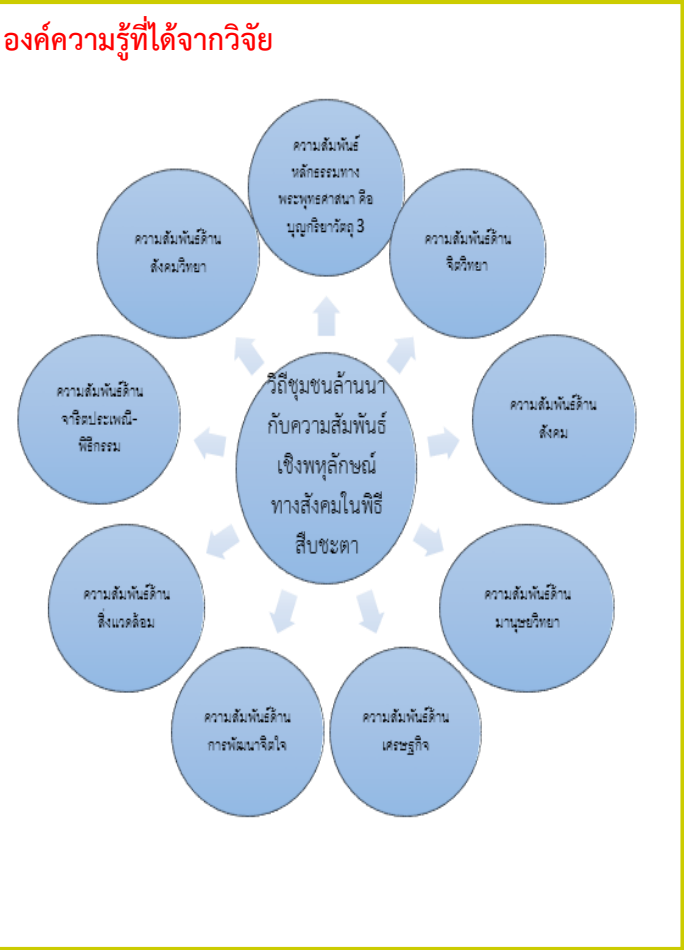 องค์ความรู้ที่ได้จากวิจัย
ความสัมพันธ์
หลักธรรมทาง
พระพุทธศาสนา คือ
บุญกริยาวัตถุ 3
ความสัมพันธ์ด้าน
จิตวิทยา
ความสัมพันธ์ด้าน
สังคม
ความสัมพันธ์ด้าน
มานุษยวิทยา
ความสัมพันธ์ด้าน
เศรษฐกิจ
ความสัมพันธ์ด้าน
การพัฒนาจิตใจ
ความสัมพันธ์ด้าน
สิ่งแวดล้อม
ความสัมพันธ์ด้าน
จาริตประเพณี-
พิธีกรรม
ความสัมพันธ์ด้าน
สังคมวิทยา
วิถีชุมชนล้านนา
กับความสัมพันธ์
เชิงพหุลักษณ์
ทางสังคมในพิธี
สืบชะตา